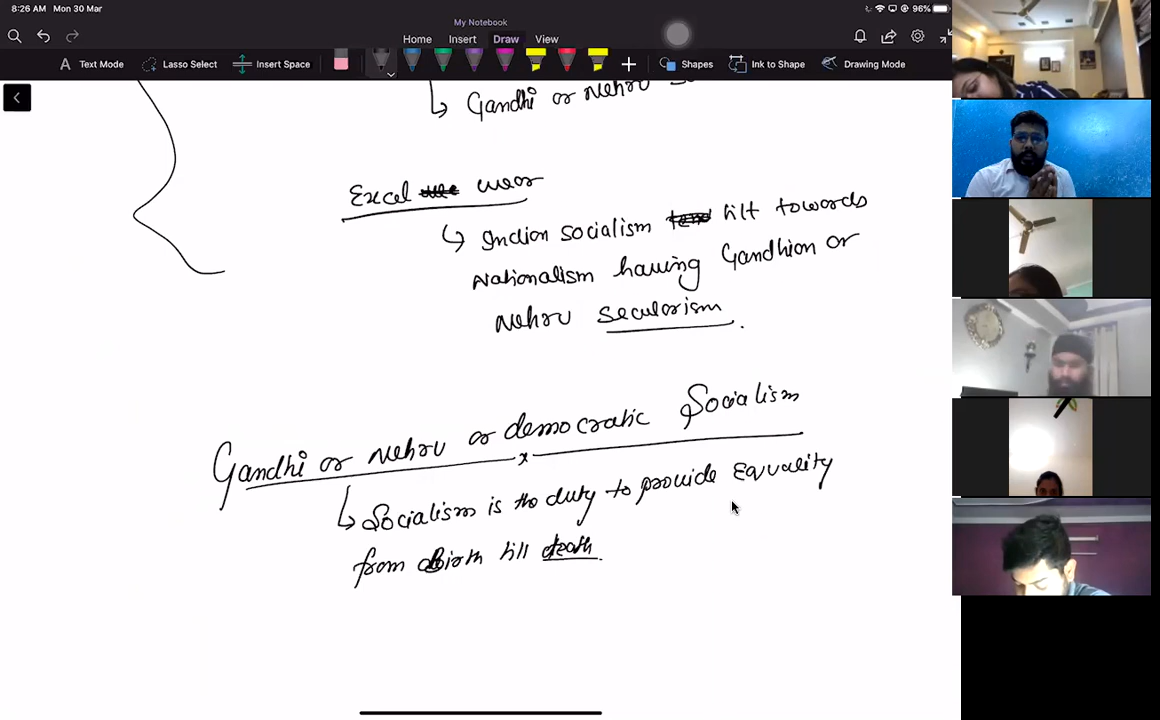 8:26 AM Mon 30 Mar
96%
My Notebook
Home Insert Draw View
Text Mode Lasso Select Insert Space Shapes Ink to Shape Drawing Mode
Gandhi or Nehru
Excel wear
Indian socialism tilt towards
Nationalism having Gandhian or
Nehru secularism.
Gandhi or Nehru or democratic Socialism
Socialism is the duty to provide Equality
from birth till death.